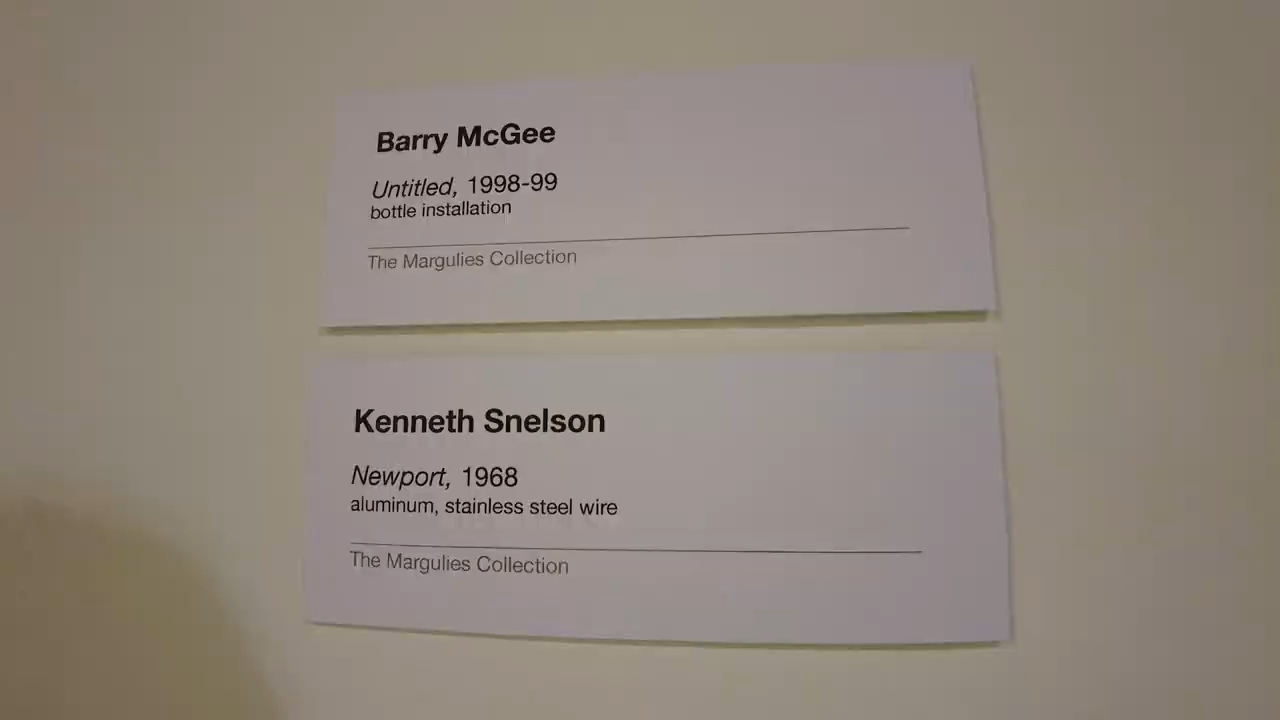 Barry McGee
Untitled, 1998-99
bottle installation
The Margulies Collection
Kenneth Snelson
Newport, 1968
aluminum, stainless steel wire
The Margulies Collection